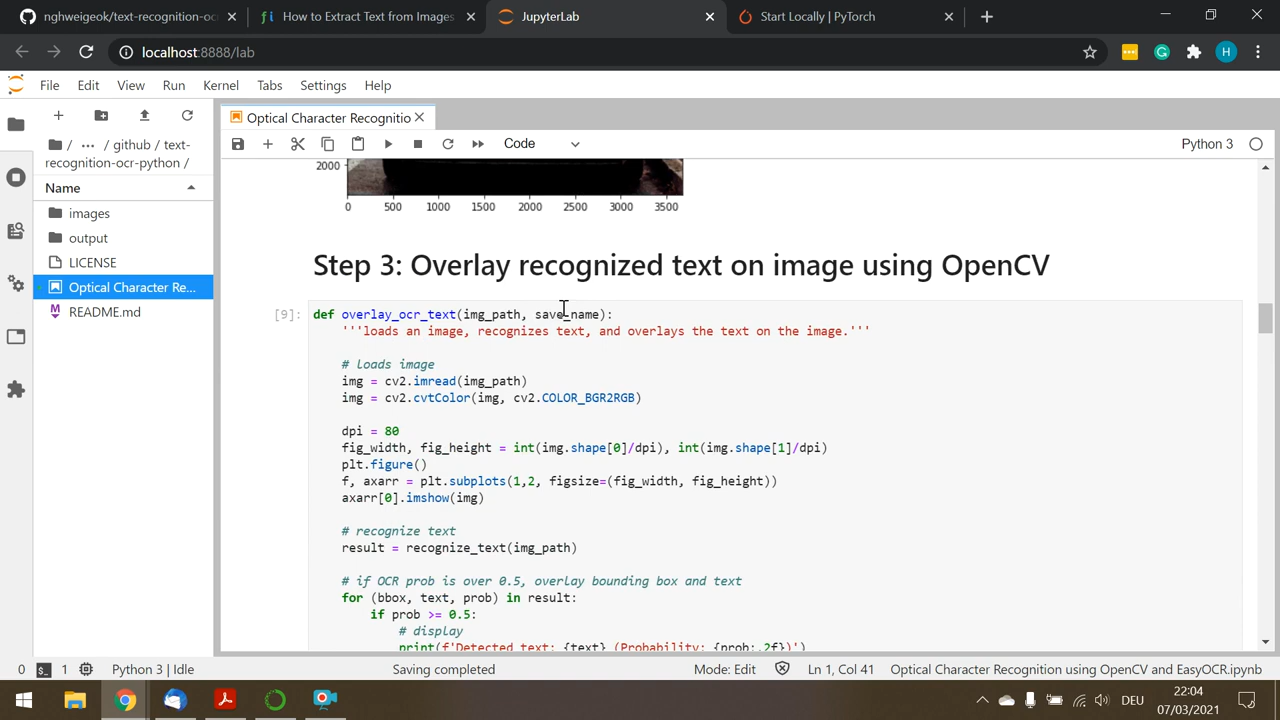 nghweigeok/text-recognition-oc
How to Extract Text from Images
JupyterLab
Start Locally | PyTorch
localhost:8888/lab
H
File Edit View Run Kernel Tabs Settings Help
Optical Character Recognitio
Code
Python 3
/ ... / github / text-
recognition-ocr-python /
Name
images
output
LICENSE
Optical Character Re...
README.md
2000
0 500 1000 1500 2000 2500 3000 3500
Step 3: Overlay recognized text on image using OpenCV
[9]:
def overlay_ocr_text(img_path, save_name):
'''loads an image, recognizes text, and overlays the text on the image.'''
# loads image
img = cv2.imread(img_path)
img = cv2.cvtColor(img, cv2.COLOR_BGR2RGB)
dpi = 80
fig_width, fig_height = int(img.shape[0]/dpi), int(img.shape[1]/dpi)
plt.figure()
f, axarr = plt.subplots(1,2, figsize=(fig_width, fig_height))
axarr[0].imshow(img)
# recognize text
result = recognize_text(img_path)
# if OCR prob is over 0.5, overlay bounding box and text
for (bbox, text, prob) in result:
if prob >= 0.5:
# display
print(f'Detected text: {text} (Probability: {prob:.2f})')
0 1 Python 3 | Idle Saving completed Mode: Edit Ln 1, Col 41 Optical Character Recognition using OpenCV and EasyOCR.ipynb
DEU
22:04
07/03/2021